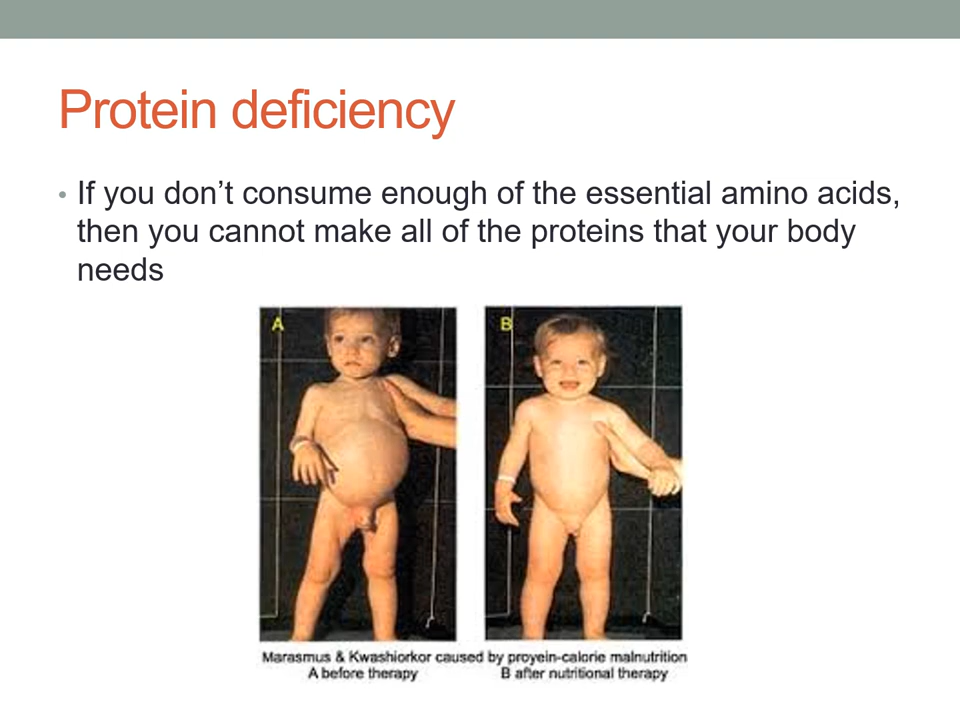 Protein deficiency
• If you don’t consume enough of the essential amino acids,
then you cannot make all of the proteins that your body
needs
A
B
Marasmus & Kwashiorkor caused by proyein-calorie malnutrition
A before therapy B after nutritional therapy